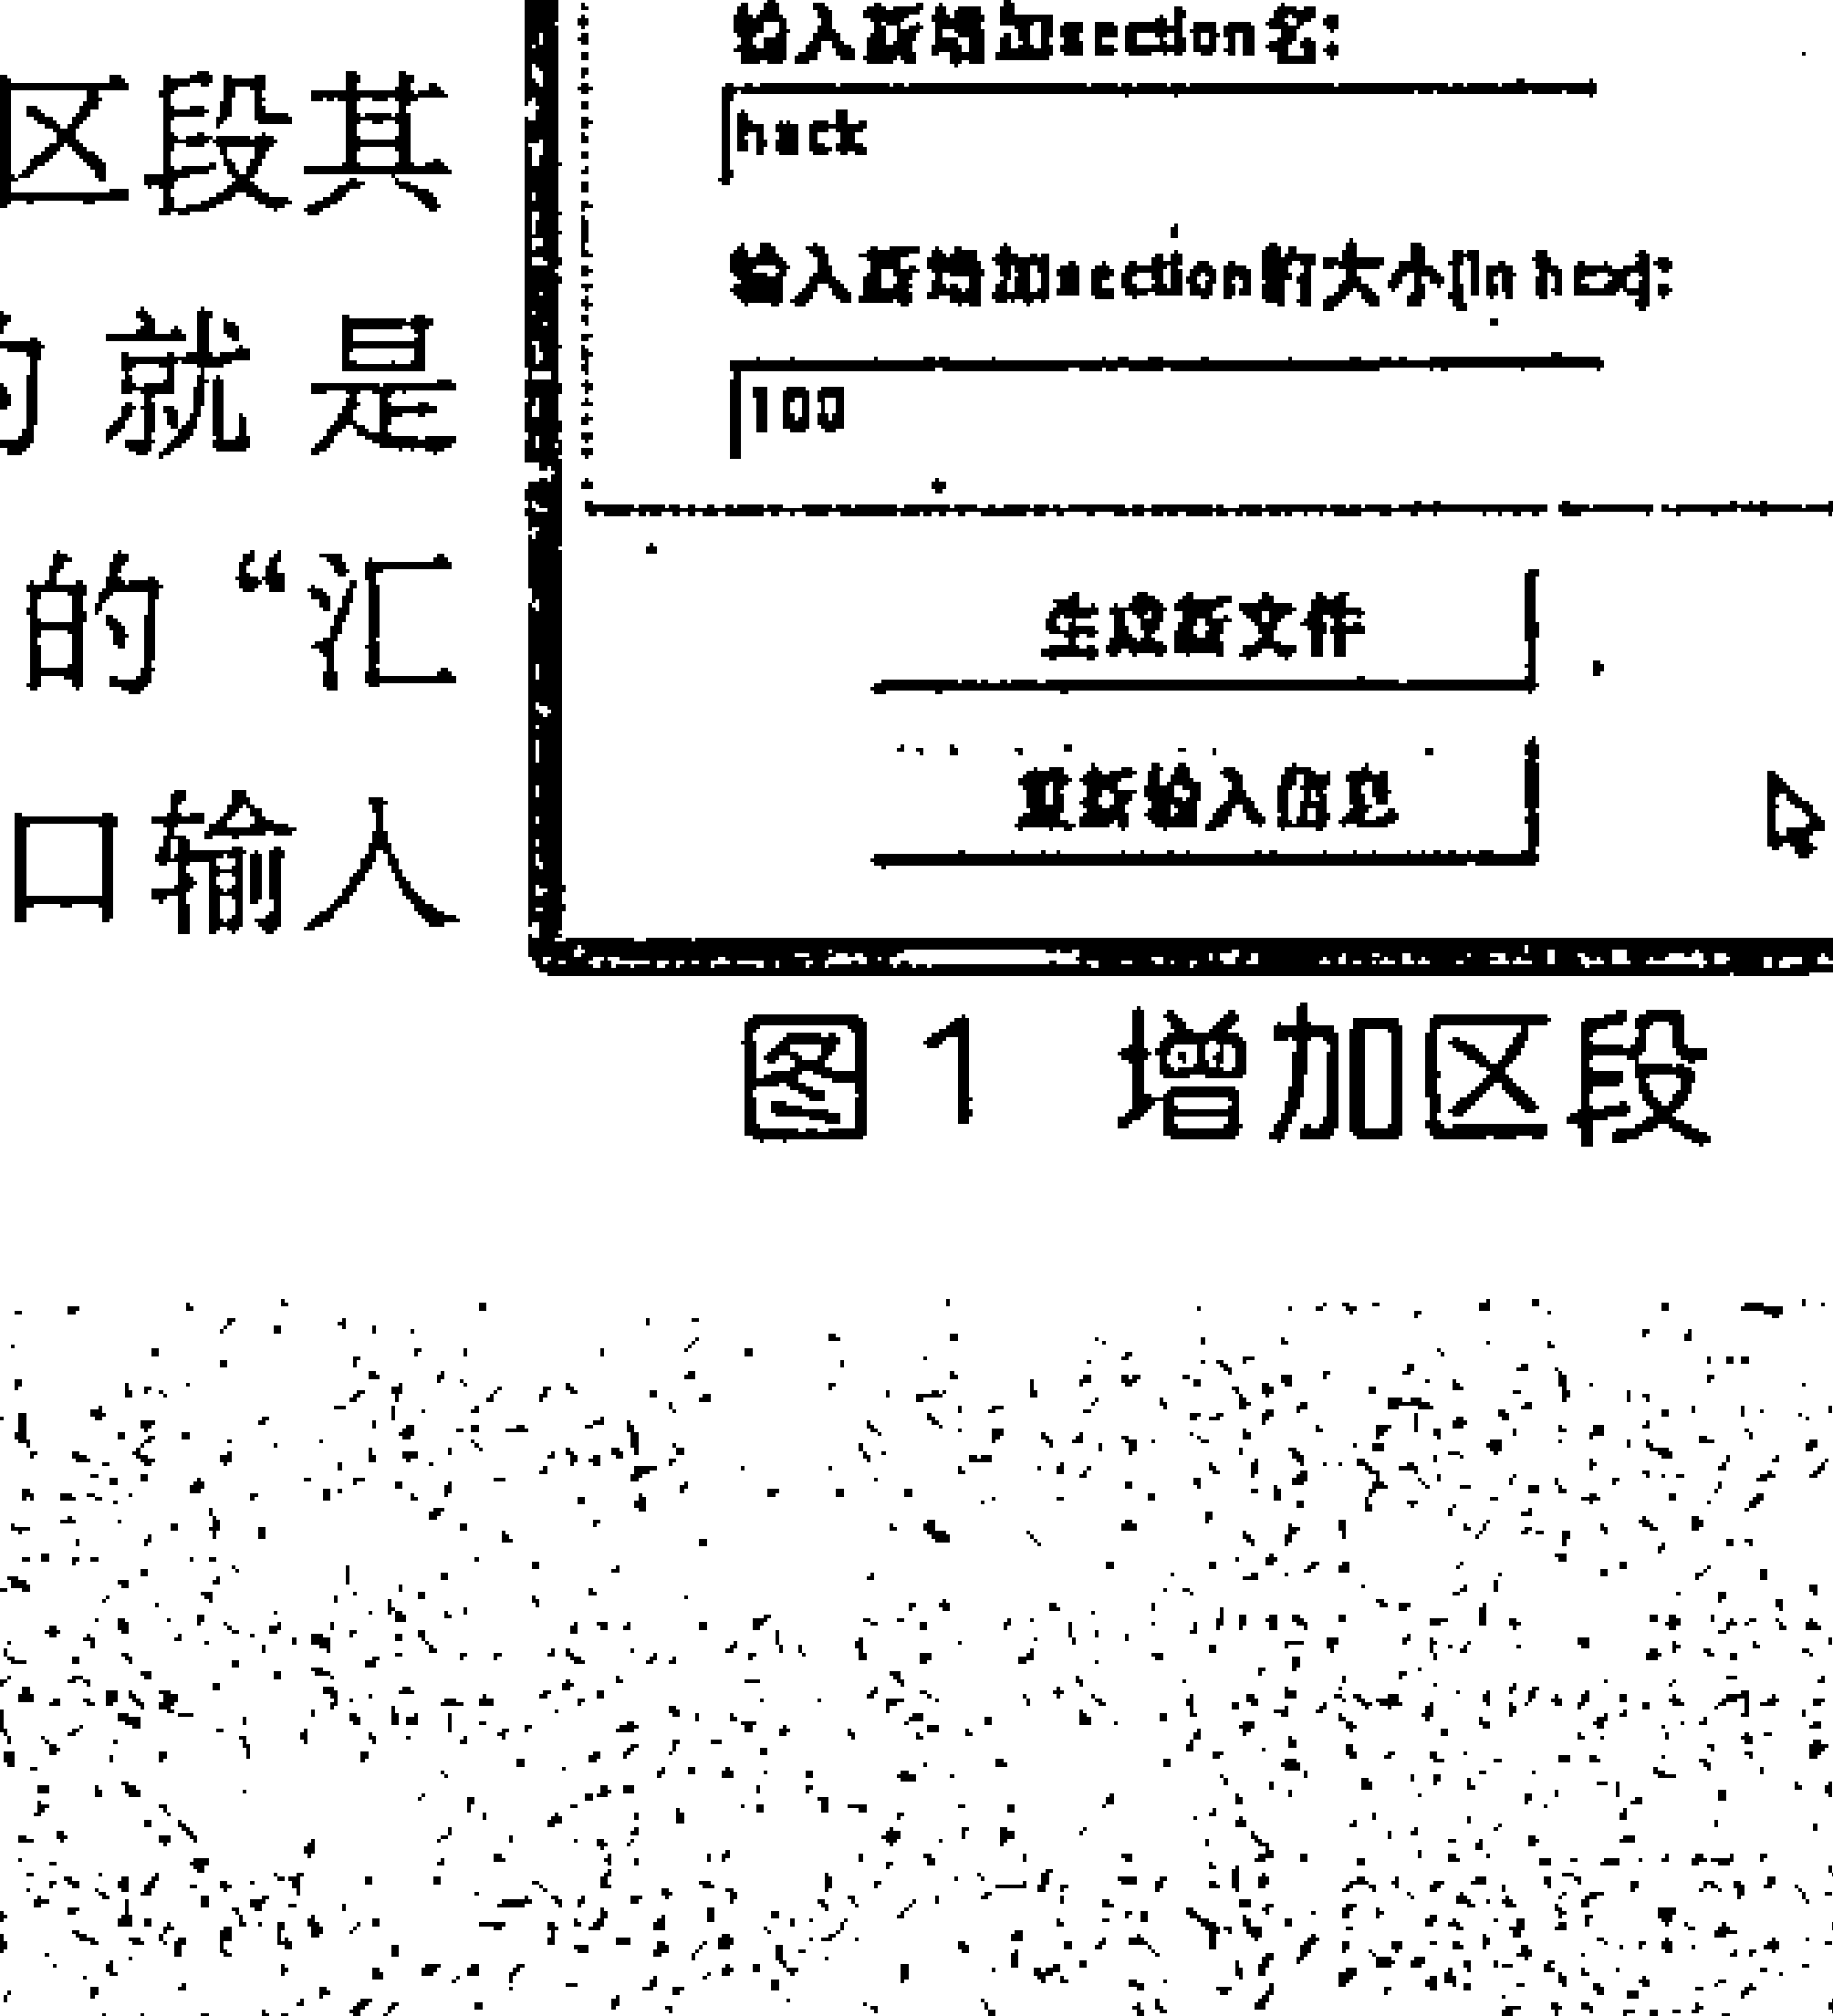 区段其
的就是
的“汇
口输入
输入新增加section名:
hack
输入新增加section的大小(in hex):
100
生成新文件
重新输入信息
图1 增加区段